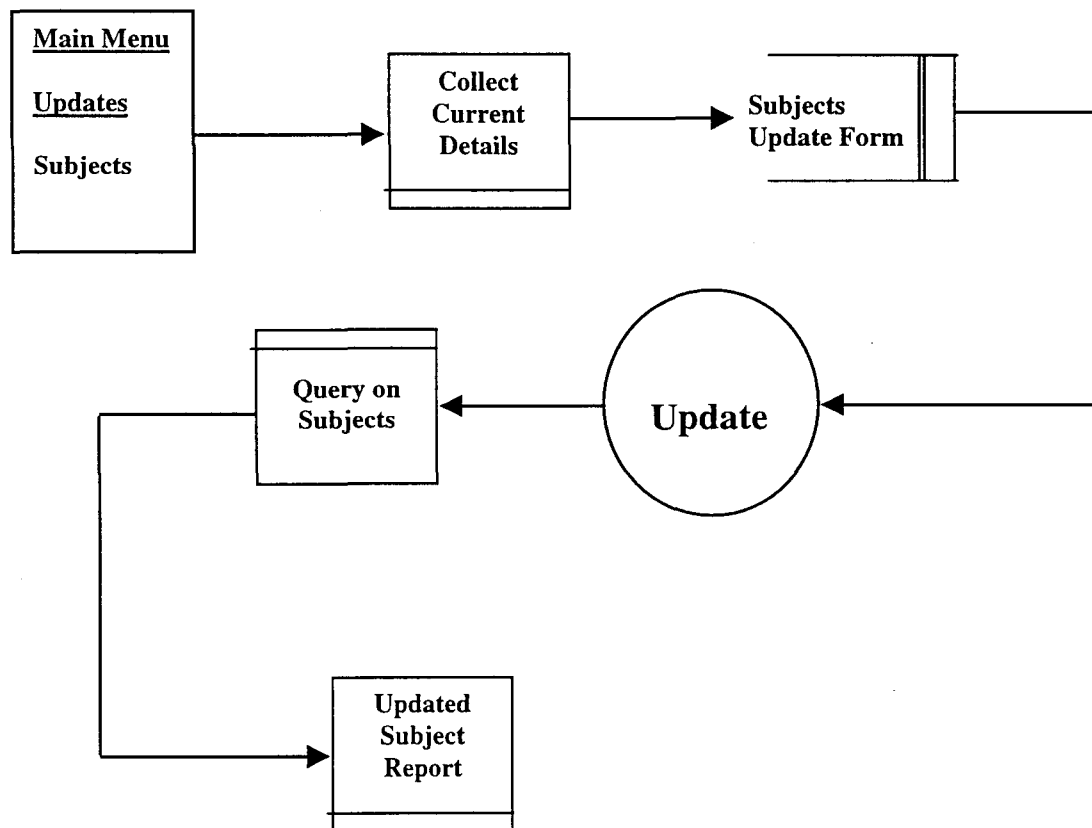 Main Menu
Updates
Subjects
Collect
Current
Details
Subjects
Update Form
Query on
Subjects
Update
Updated
Subject
Report